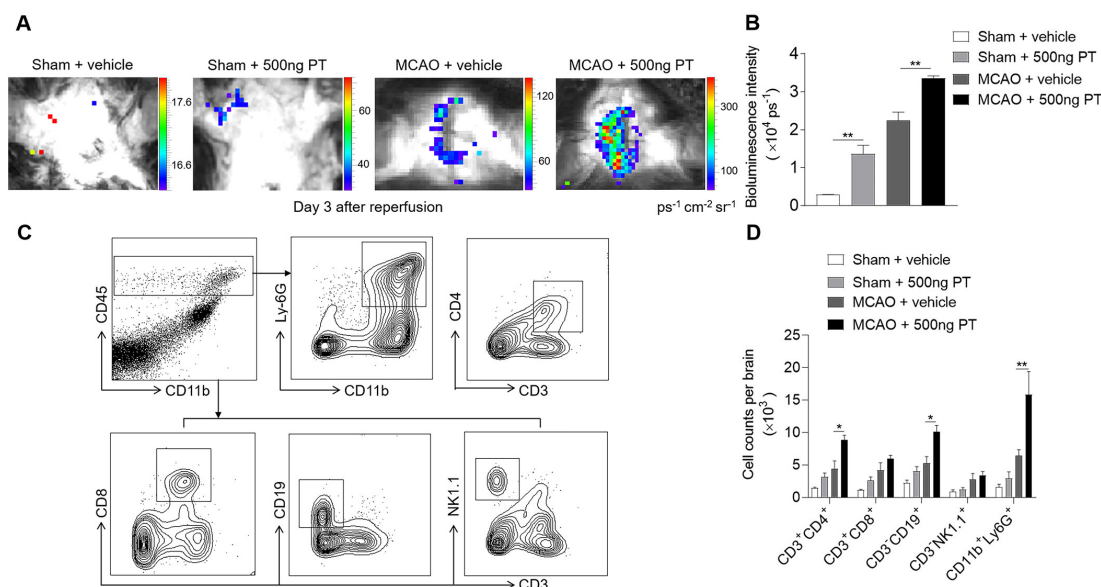 A
Sham + vehicle
Sham + 500ng PT
MCAO + vehicle
MCAO + 500ng PT
17.6
16.6
60
40
120
60
300
100
Day 3 after reperfusion
ps⁻¹ cm⁻² sr⁻¹
B
Sham + vehicle
Sham + 500ng PT
MCAO + vehicle
MCAO + 500ng PT
Bioluminescence intensity
( ×10⁴ ps⁻¹)
4
3
2
1
0
**
**
C
CD45
CD11b
Ly-6G
CD11b
CD4
CD3
CD8
CD19
NK1.1
CD3
D
Sham + vehicle
Sham + 500ng PT
MCAO + vehicle
MCAO + 500ng PT
Cell counts per brain
(×10³)
25
20
15
10
5
0
*
*
**
CD3⁺CD4⁺
CD3⁺CD8⁺
CD3⁻CD19⁺
CD3⁻NK1.1⁺
CD11b⁺Ly6G⁺